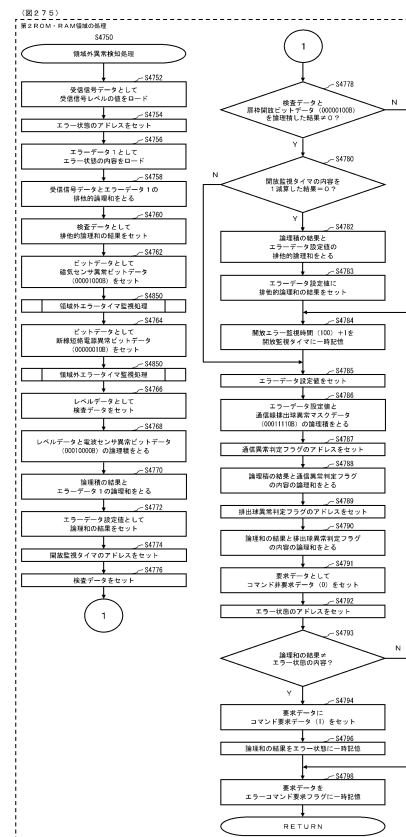 (図275)
第2ROM・RAM領域の処理
S4750
領域外異常検知処理
S4752
受信信号データとして
受信信号レベルの値をロード
S4754
エラー状態のアドレスをセット
S4756
エラーデータ1として
エラー状態の内容をロード
S4758
受信信号データとエラーデータ1の
排他的論理和をとる
S4760
検査データとして
排他的論理和の結果をセット
S4762
ビットデータとして
磁気センサ異常ビットデータ
(00001000B)をセット
S4850
領域外エラータイマ監視処理
S4764
ビットデータとして
断線短絡電源異常ビットデータ
(00000010B)をセット
S4850
領域外エラータイマ監視処理
S4766
レベルデータとして
検査データをセット
S4768
レベルデータと電波センサ異常ビットデータ
(00010000B)の論理積をとる
S4770
論理積の結果と
エラーデータ1の論理和をとる
S4772
エラーデータ設定値として
論理和の結果をセット
S4774
開放監視タイマのアドレスをセット
S4776
検査データをセット
1
1
S4778
検査データと
扉枠開放ビットデータ(00000100B)
を論理積した結果≠0?
N
Y
S4780
開放監視タイマの内容を
1減算した結果=0?
N
Y
S4782
論理積の結果と
エラーデータ設定値の
排他的論理和をとる
S4783
エラーデータ設定値に
排他的論理和の結果をセット
S4784
開放エラー監視時間(100)+1を
開放監視タイマに一時記憶
S4785
エラーデータ設定値をセット
S4786
エラーデータ設定値と
通信線排出球異常マスクデータ
(00011110B)の論理積をとる
S4787
通信異常判定フラグのアドレスをセット
S4788
論理積の結果と通信異常判定フラグ
の内容の論理和をとる
S4789
排出球異常判定フラグのアドレスをセット
S4790
論理和の結果と排出球異常判定フラグ
の内容の論理和をとる
S4791
要求データとして
コマンド非要求データ(0)をセット
S4792
エラー状態のアドレスをセット
S4793
論理和の結果≠
エラー状態の内容?
N
Y
S4794
要求データに
コマンド要求データ(1)をセット
S4796
論理和の結果をエラー状態に一時記憶
S4798
要求データを
エラーコマンド要求フラグに一時記憶
RETURN